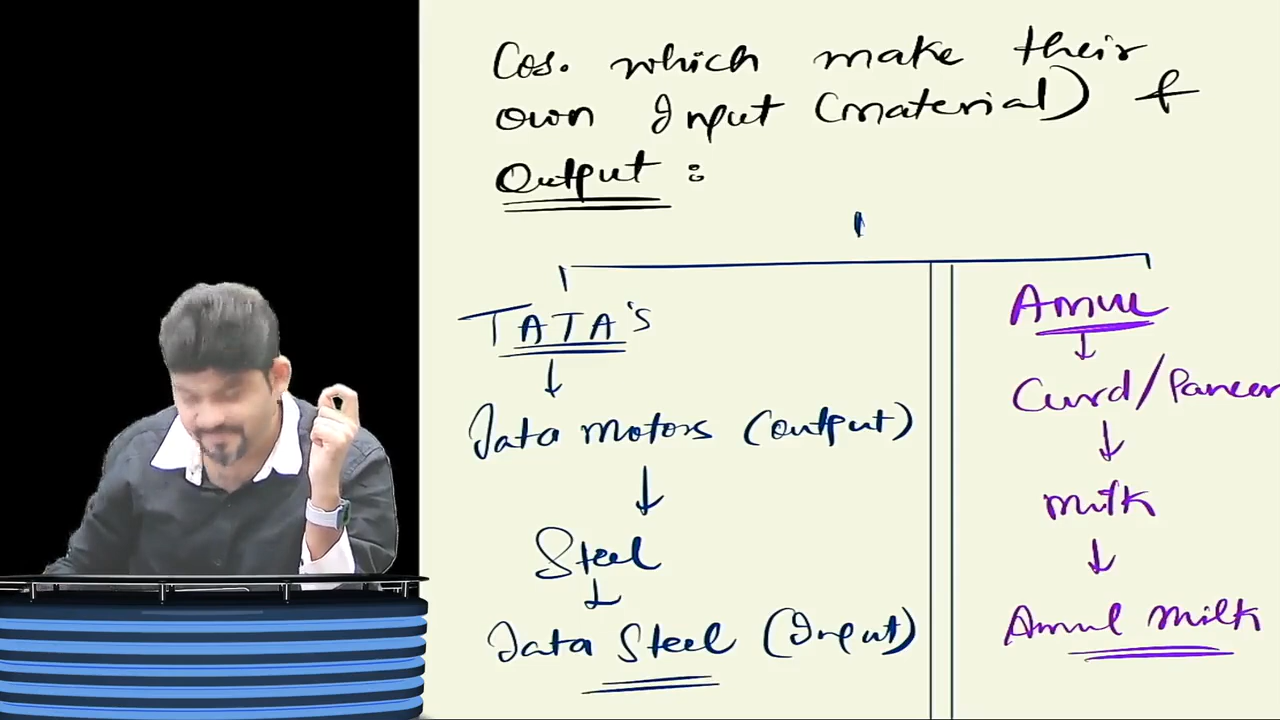 Cos. which make their
own Input (material) &
Output :
TATA's
↓
Tata Motors (output)
↓
Steel
↓
Tata Steel (Input)
Amul
↓
Curd/Paneer
↓
Milk
↓
Amul Milk